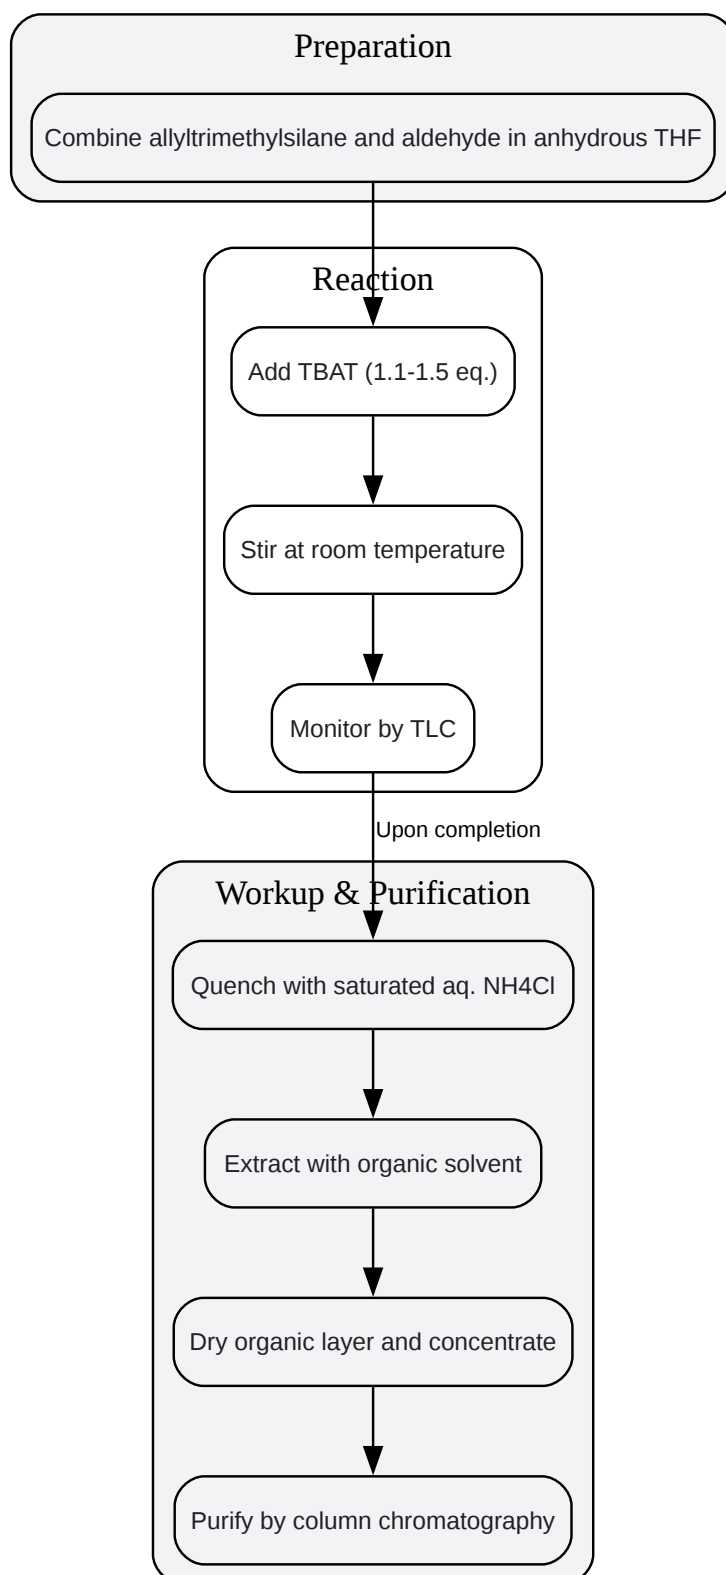 Preparation
Combine allyltrimethylsilane and aldehyde in anhydrous THF
Reaction
Add TBAT (1.1-1.5 eq.)
Stir at room temperature
Monitor by TLC
Upon completion
Workup & Purification
Quench with saturated aq. NH4Cl
Extract with organic solvent
Dry organic layer and concentrate
Purify by column chromatography